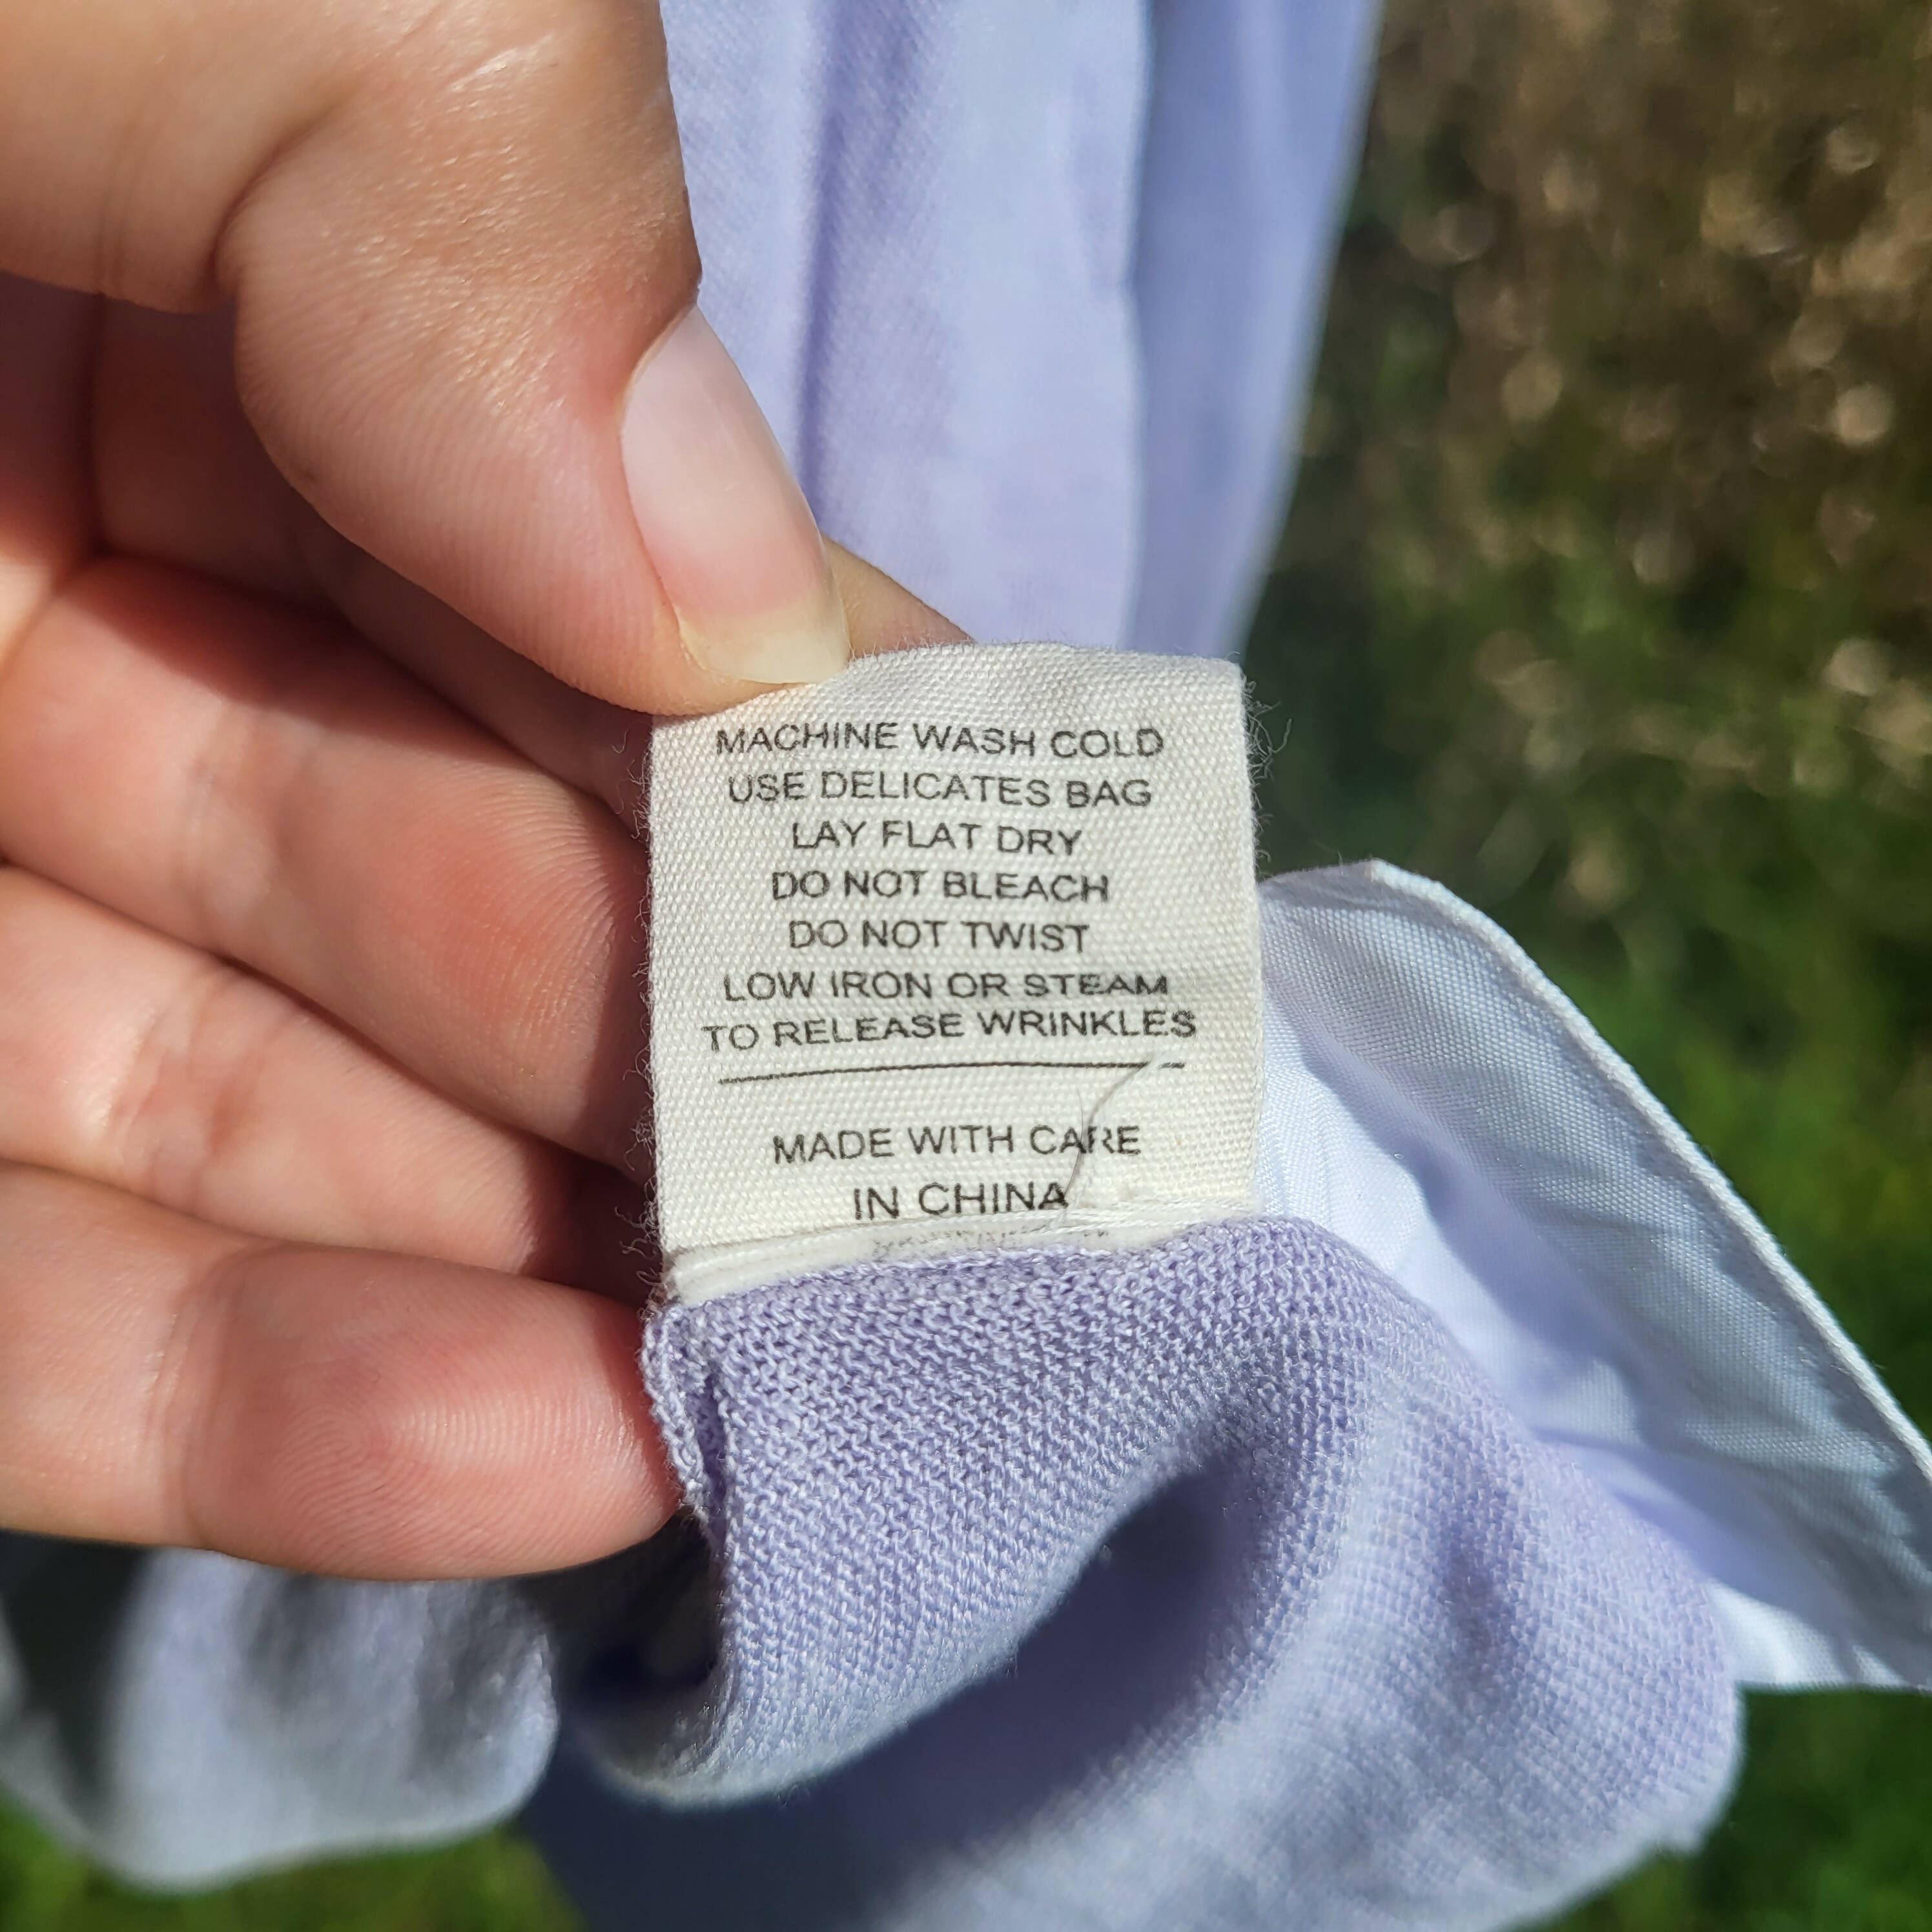 MACHINE WASH COLD
USE DELICATES BAG
LAY FLAT DRY
DO NOT BLEACH
DO NOT TWIST
LOW IRON OR STEAM
TO RELEASE WRINKLES
MADE WITH CARE
IN CHINA